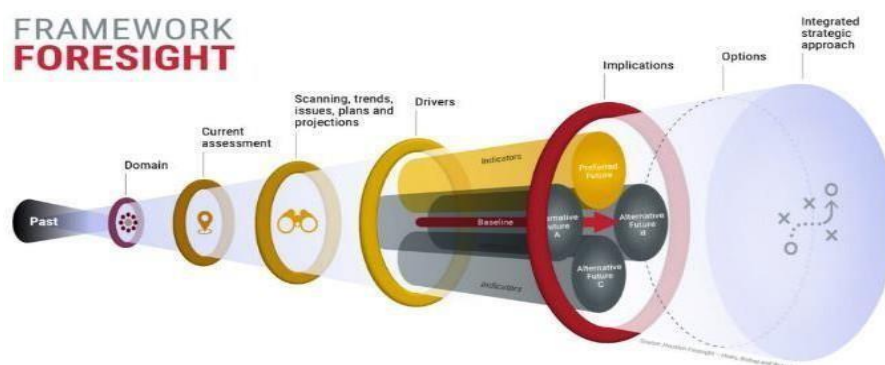 FRAMEWORK
FORESIGHT
Integrated
strategic
approach
Options
Implications
Drivers
Scanning, trends,
issues, plans and
projections
Current
assessment
Domain
Past
Indicators
Preferred
Future
Baseline
Future
A
Alternative
Future
Alternative
Future
C
Indicators